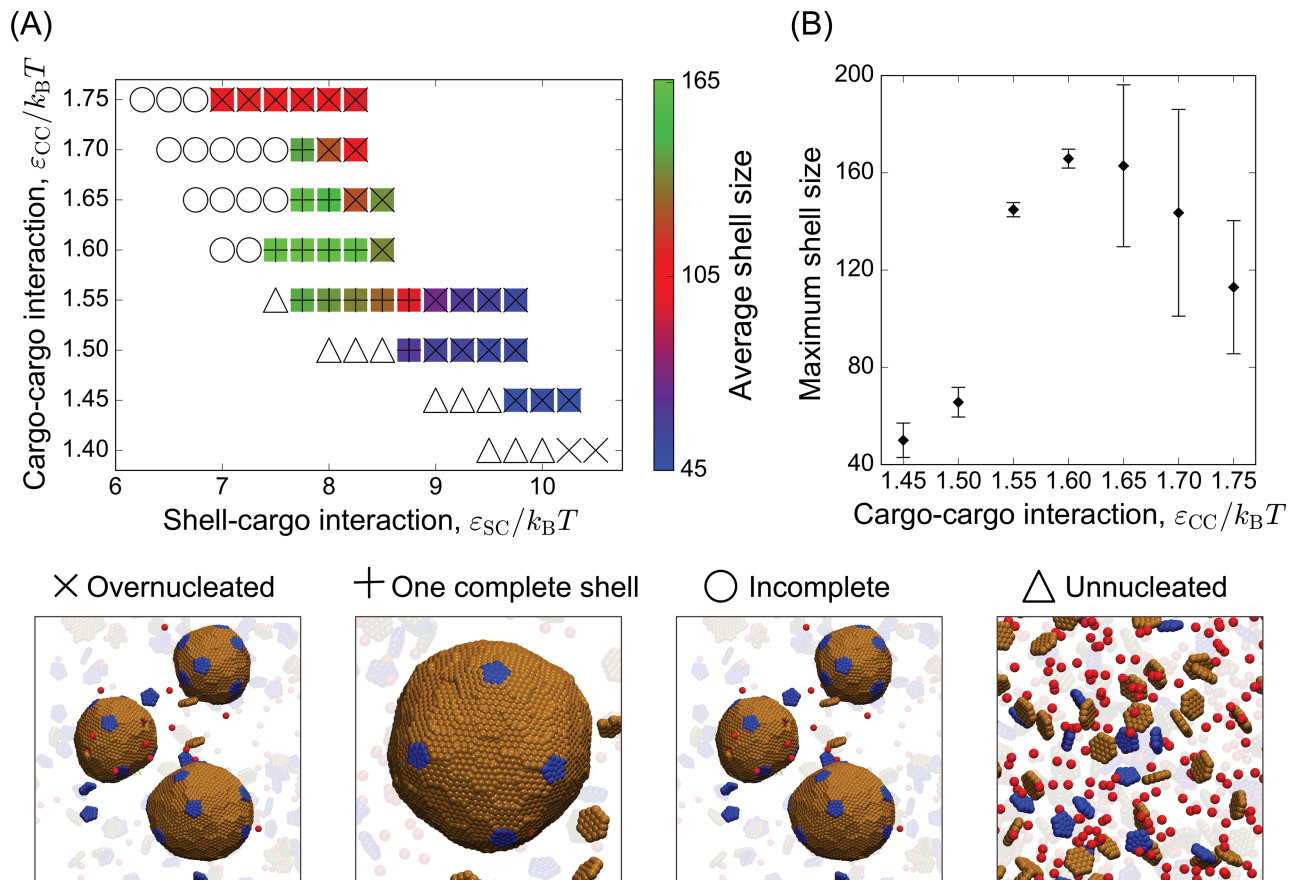 (A)
Cargo-cargo interaction, εCC/kBT
1.75
1.70
1.65
1.60
1.55
1.50
1.45
1.40
6 7 8 9 10
Shell-cargo interaction, εSC/kBT
165
105
45
Average shell size
(B)
Maximum shell size
200
160
120
80
40
1.45 1.50 1.55 1.60 1.65 1.70 1.75
Cargo-cargo interaction, εCC/kBT
Overnucleated
One complete shell
Incomplete
Unnucleated